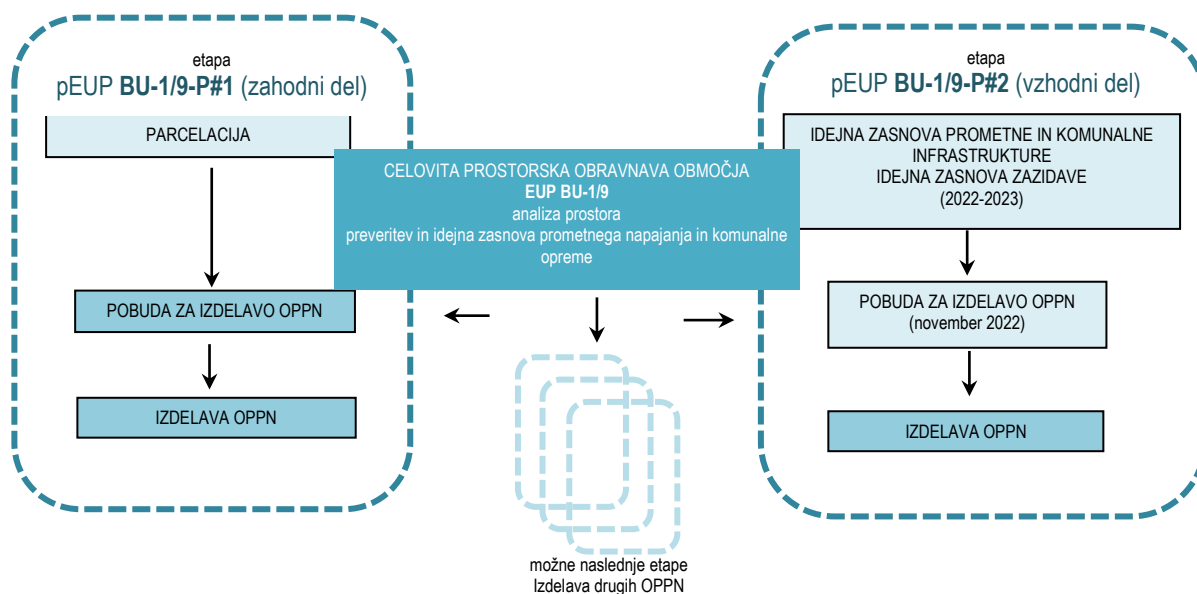 etapa
pEUP BU-1/9-P#1 (zahodni del)
PARCELACIJA
POBUDA ZA IZDELAVO OPPN
IZDELAVA OPPN
CELOVITA PROSTORSKA OBRAVNAVA OBMOČJA
EUP BU-1/9
analiza prostora
preveritev in idejna zasnova prometnega napajanja in komunalne
opreme
možne naslednje etape
Izdelava drugih OPPN
etapa
pEUP BU-1/9-P#2 (vzhodni del)
IDEJNA ZASNOVA PROMETNE IN KOMUNALNE
INFRASTRUKTURE
IDEJNA ZASNOVA ZAZIDAVE
(2022-2023)
POBUDA ZA IZDELAVO OPPN
(november 2022)
IZDELAVA OPPN